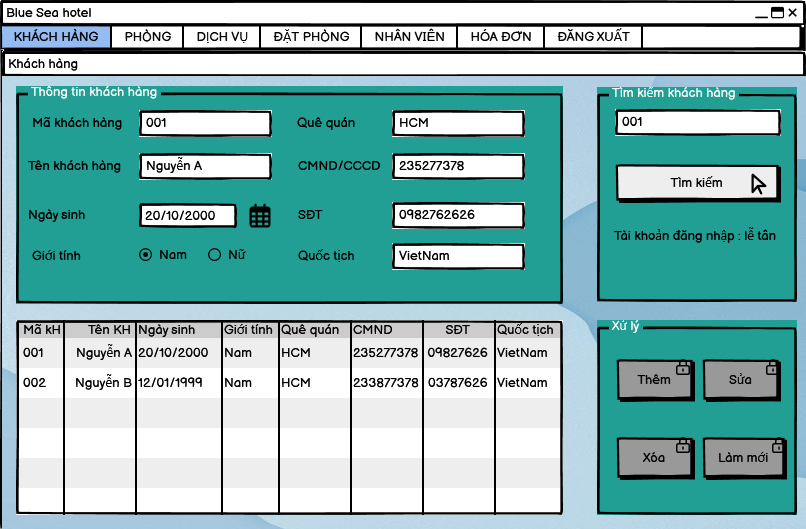 Blue Sea hotel
KHÁCH HÀNG PHÒNG DỊCH VỤ ĐẶT PHÒNG NHÂN VIÊN HÓA ĐƠN ĐĂNG XUẤT
Khách hàng
Thông tin khách hàng
Mã khách hàng 001 Quê quán HCM
Tên khách hàng Nguyễn A CMND/CCCD 235277378
Ngày sinh 20/10/2000 SĐT 0982762626
Giới tính Nam Nữ Quốc tịch VietNam
Tìm kiếm khách hàng
001
Tìm kiếm
Tài khoản đăng nhập : lễ tân
Mã kH Tên KH Ngày sinh Giới tính Quê quán CMND SĐT Quốc tịch
001 Nguyễn A 20/10/2000 Nam HCM 235277378 09827626 VietNam
002 Nguyễn B 12/01/1999 Nam HCM 233877378 03787626 VietNam
Xử lý
Thêm Sửa
Xóa Làm mới